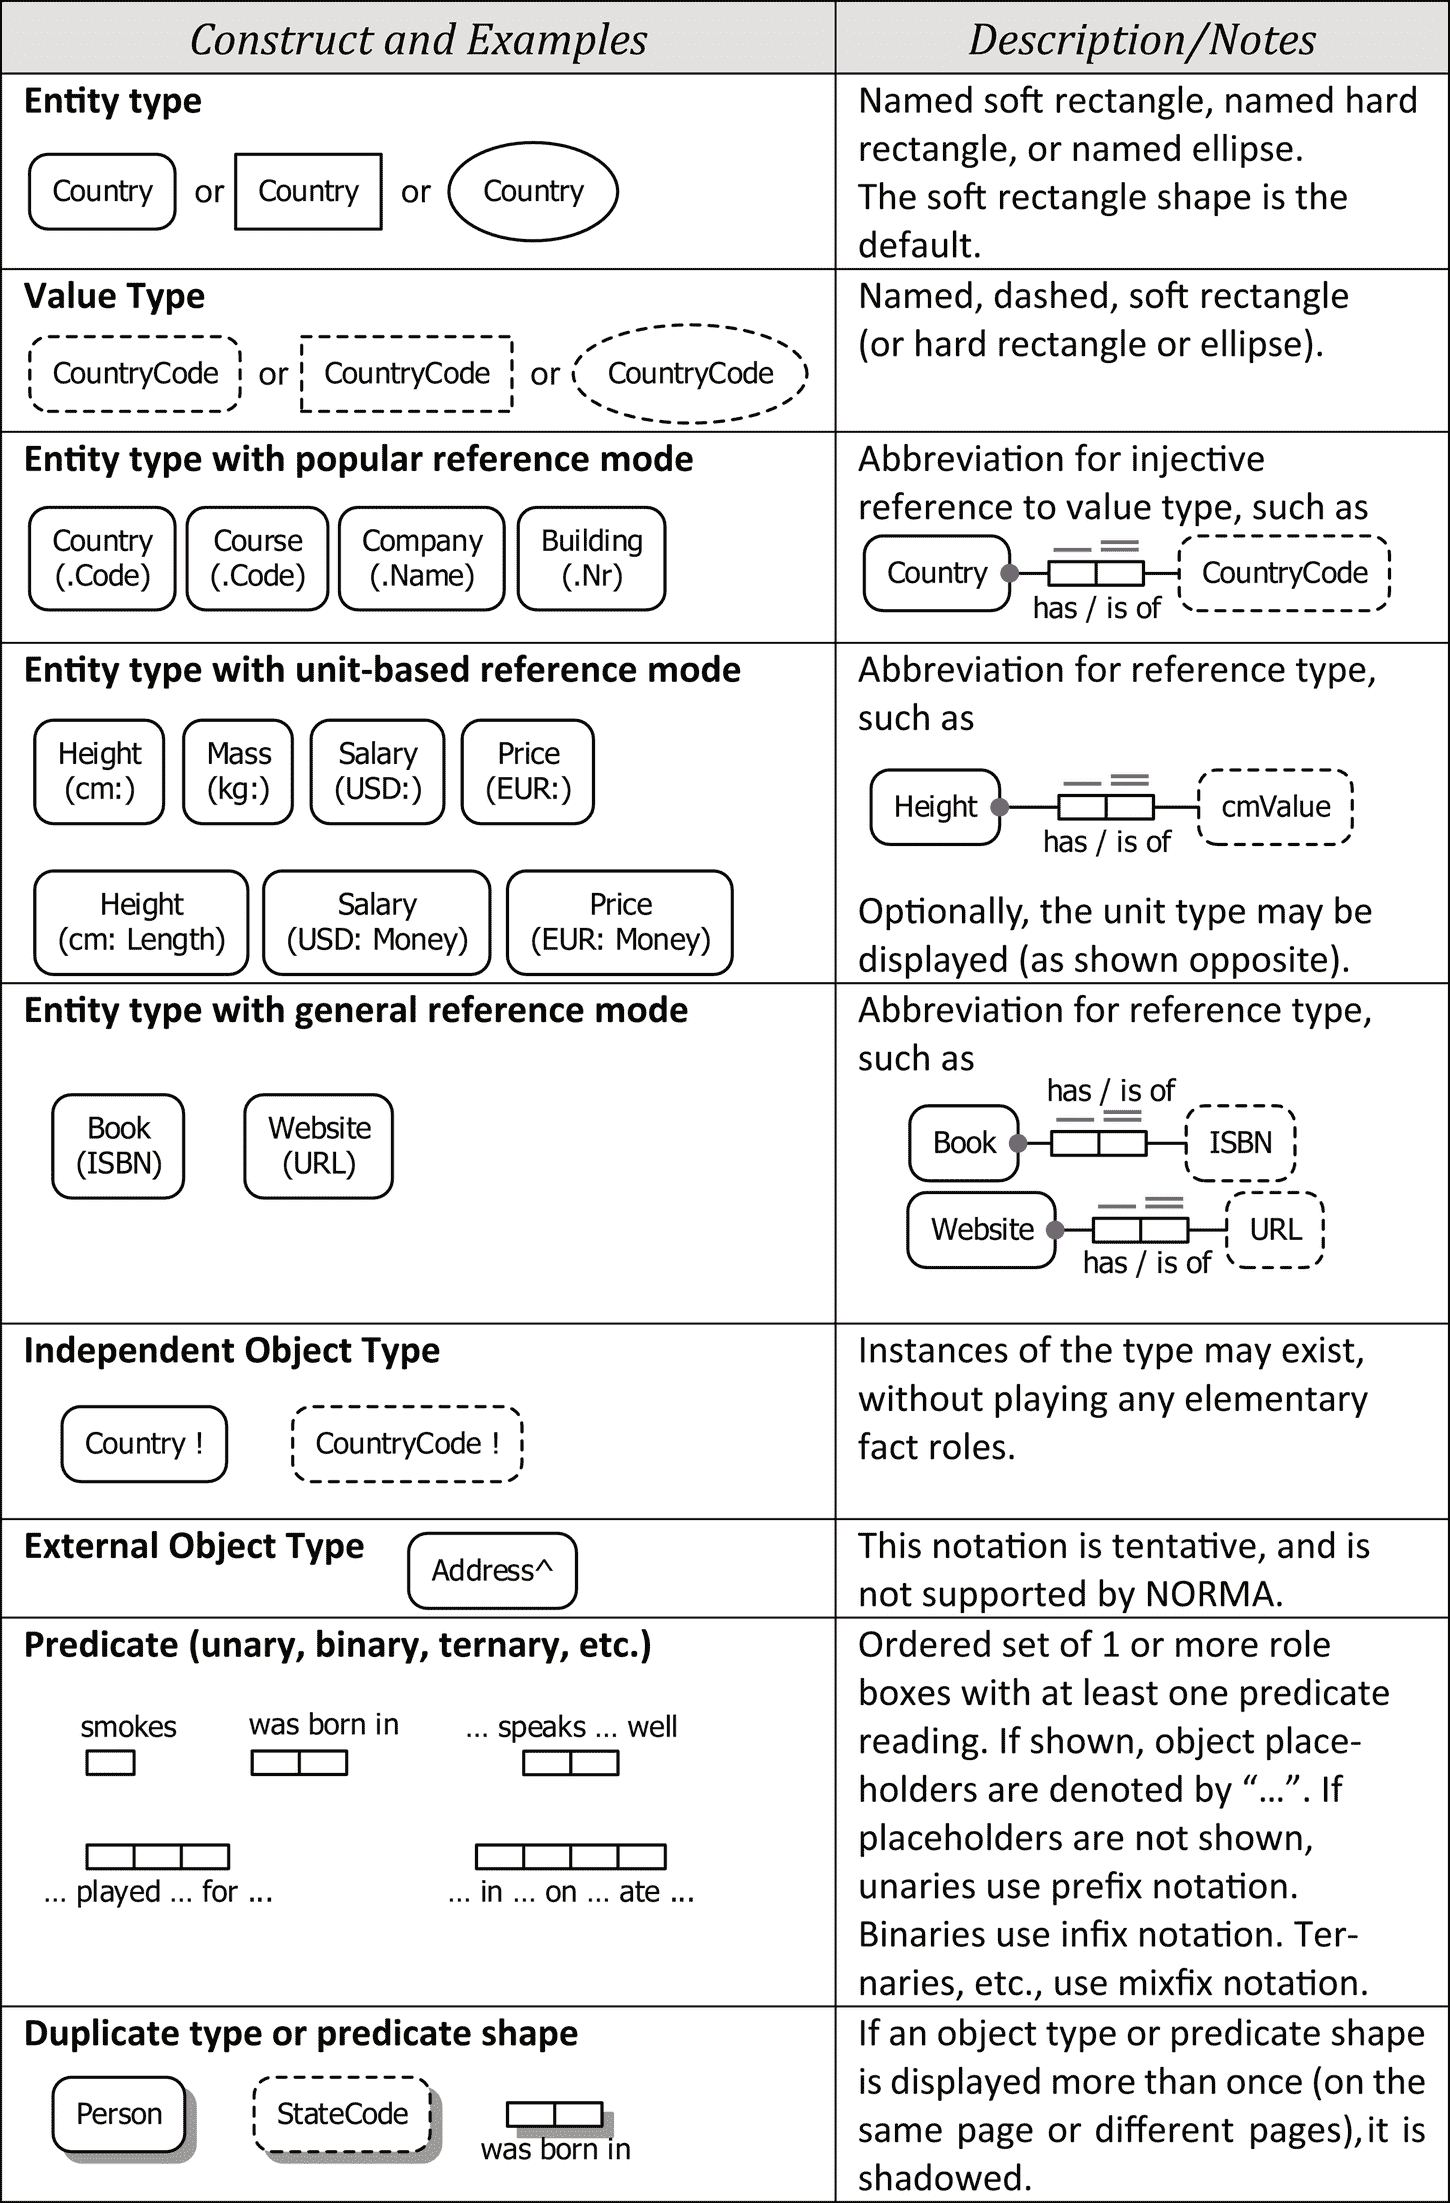 Construct and Examples
Description/Notes
Entity type
Country or Country or Country
Named soft rectangle, named hard
rectangle, or named ellipse.
The soft rectangle shape is the
default.
Value Type
CountryCode or CountryCode or CountryCode
Named, dashed, soft rectangle
(or hard rectangle or ellipse).
Entity type with popular reference mode
Country Course Company Building
(.Code) (.Code) (.Name) (.Nr)
Abbreviation for injective
reference to value type, such as
Country CountryCode
has / is of
Entity type with unit-based reference mode
Height Mass Salary Price
(cm:) (kg:) (USD:) (EUR:)
Height Salary Price
(cm: Length) (USD: Money) (EUR: Money)
Abbreviation for reference type,
such as
Height cmValue
has / is of
Optionally, the unit type may be
displayed (as shown opposite).
Entity type with general reference mode
Book Website
(ISBN) (URL)
Abbreviation for reference type,
such as
has / is of
Book ISBN
Website URL
has / is of
Independent Object Type
Country ! CountryCode !
Instances of the type may exist,
without playing any elementary
fact roles.
External Object Type
Address^
This notation is tentative, and is
not supported by NORMA.
Predicate (unary, binary, ternary, etc.)
smokes was born in ... speaks ... well
... played ... for ... ... in ... on ... ate ...
Ordered set of 1 or more role
boxes with at least one predicate
reading. If shown, object place-
holders are denoted by “...”. If
placeholders are not shown,
unaries use prefix notation.
Binaries use infix notation. Ter-
naries, etc., use mixfix notation.
Duplicate type or predicate shape
Person StateCode
was born in
If an object type or predicate shape
is displayed more than once (on the
same page or different pages),it is
shadowed.